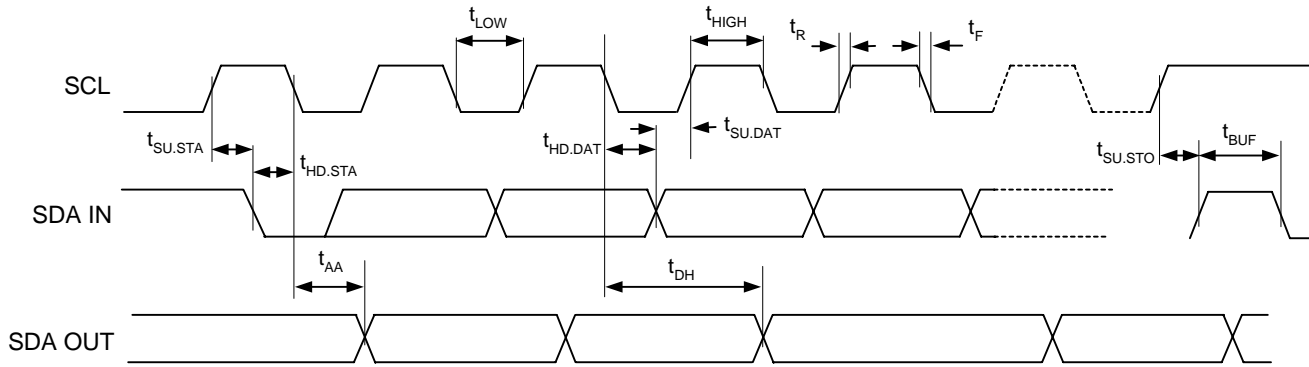 tLOW
tHIGH
tR
tF
SCL
tSU.STA
tHD.STA
tHD.DAT
tSU.DAT
tSU.STO
tBUF
SDA IN
tAA
tDH
SDA OUT